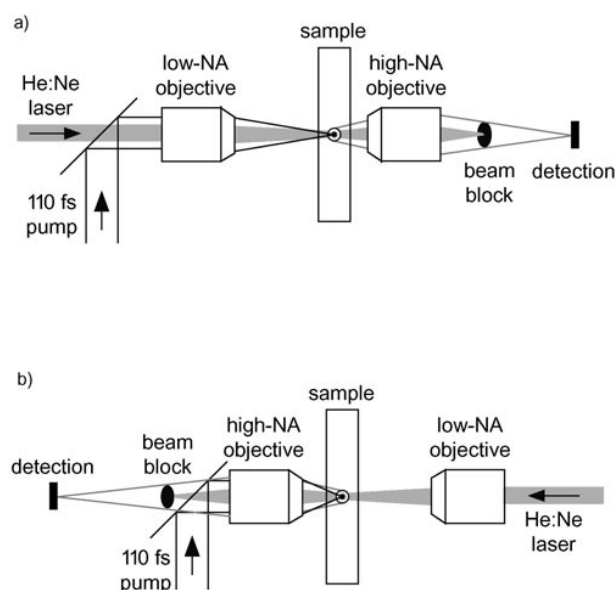 a)
sample
low-NA
objective
high-NA
objective
He:Ne
laser
beam
block
detection
110 fs
pump
b)
sample
high-NA
objective
low-NA
objective
beam
block
detection
He:Ne
laser
110 fs
pump